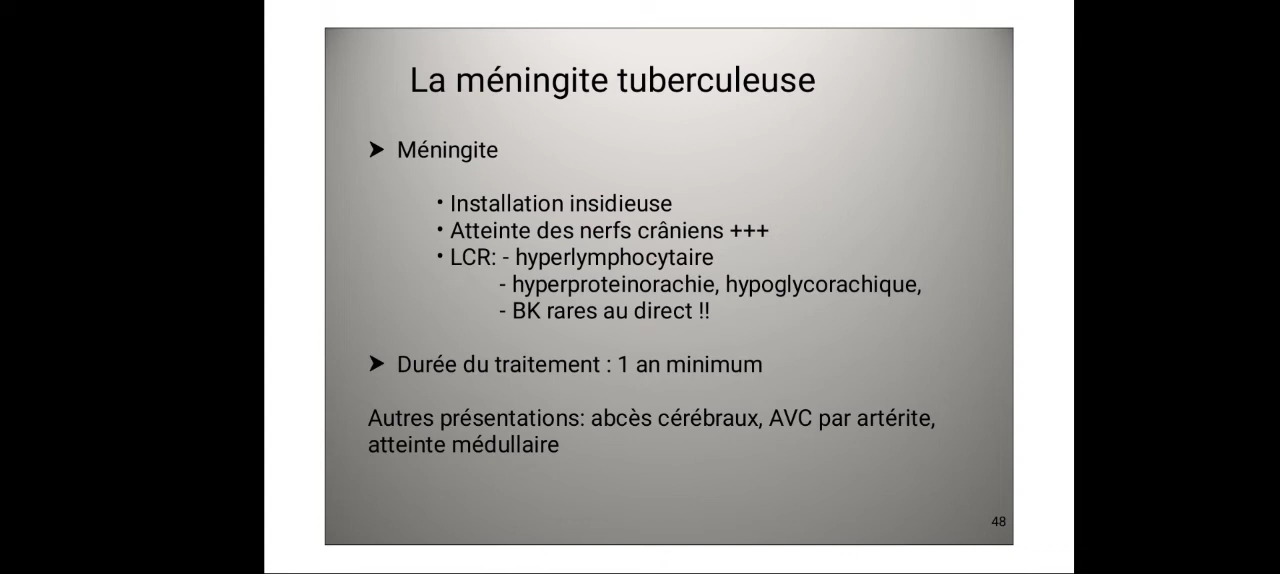 La méningite tuberculeuse
➤ Méningite
• Installation insidieuse
• Atteinte des nerfs crâniens +++
• LCR: - hyperlymphocytaire
- hyperproteinorachie, hypoglycorachique,
- BK rares au direct !!
➤ Durée du traitement : 1 an minimum
Autres présentations: abcès cérébraux, AVC par artérite,
atteinte médullaire
48